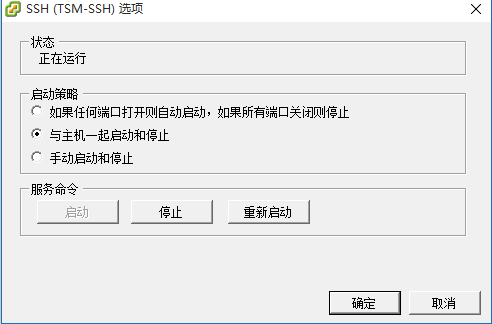 SSH (TSM-SSH) 选项
状态
正在运行
启动策略
如果任何端口打开则自动启动，如果所有端口关闭则停止
与主机一起启动和停止
手动启动和停止
服务命令
启动 停止 重新启动
确定 取消